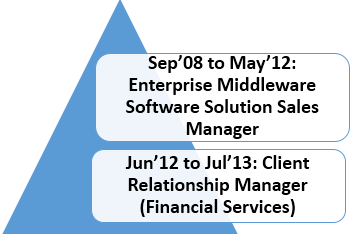 Sep’08 to May’12:
Enterprise Middleware
Software Solution Sales
Manager
Jun’12 to Jul’13: Client
Relationship Manager
(Financial Services)